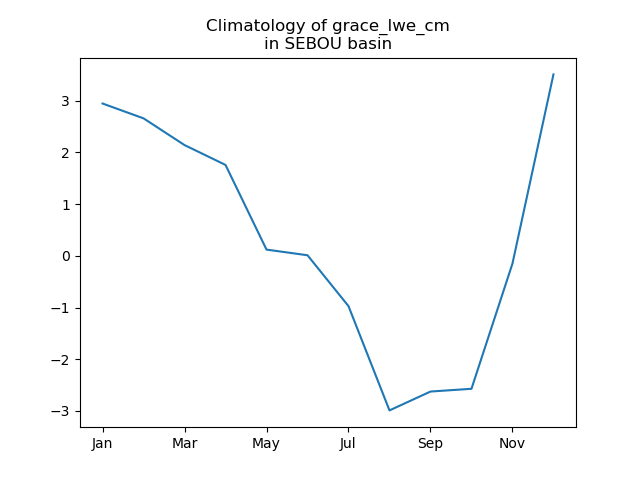 Climatology of grace_lwe_cm
in SEBOU basin
3
2
1
0
−1
−2
−3
Jan
Mar
May
Jul
Sep
Nov